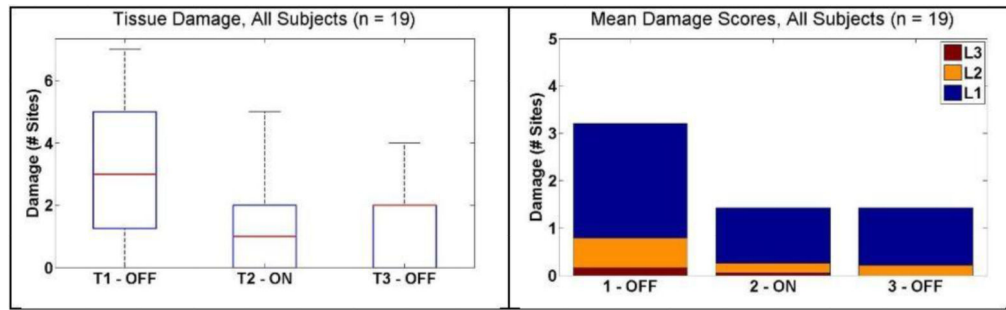 Tissue Damage, All Subjects (n = 19)
Damage (# Sites)
6
4
2
0
T1 - OFF
T2 - ON
T3 - OFF
Mean Damage Scores, All Subjects (n = 19)
Damage (# Sites)
5
4
3
2
1
0
L3
L2
L1
1 - OFF
2 - ON
3 - OFF